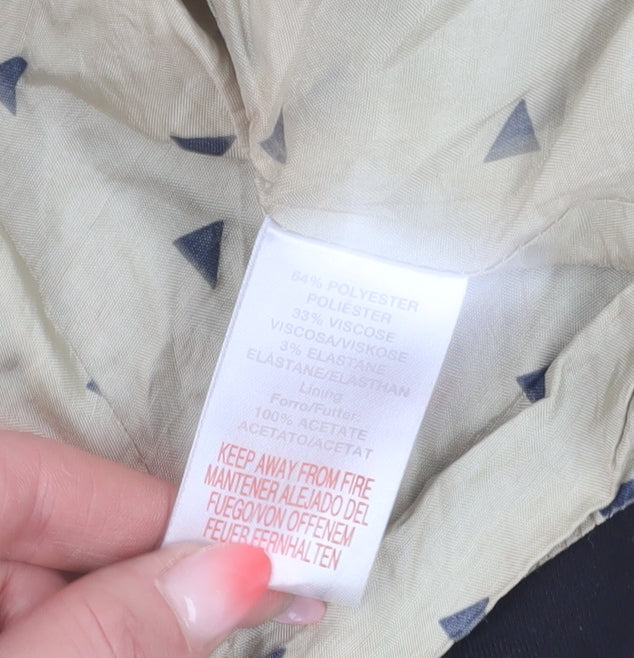 64% POLYESTER
POLIÉSTER
33% VISCOSE
VISCOSA/VISKOSE
3% ELASTANE
ELASTANE/ELASTHAN
Lining
Forro/Futter:
100% ACETATE
ACETATO/ACETAT
KEEP AWAY FROM FIRE
MANTENER ALEJADO DEL
FUEGO/VON OFFENEM
FEUER FERNHALTEN